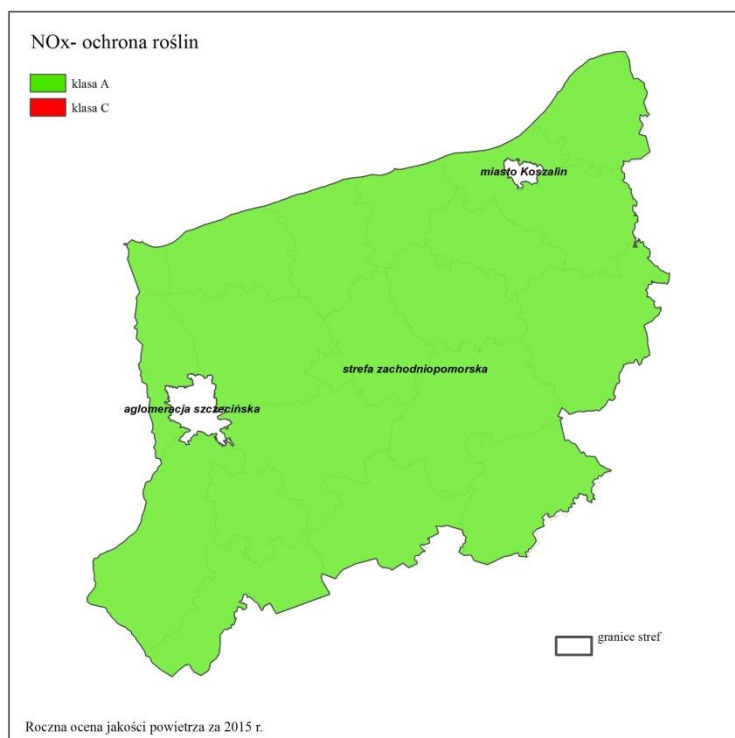 NOx- ochrona roślin
klasa A
klasa C
miasto Koszalin
strefa zachodniopomorska
aglomeracja szczecińska
granice stref
Roczna ocena jakości powietrza za 2015 r.